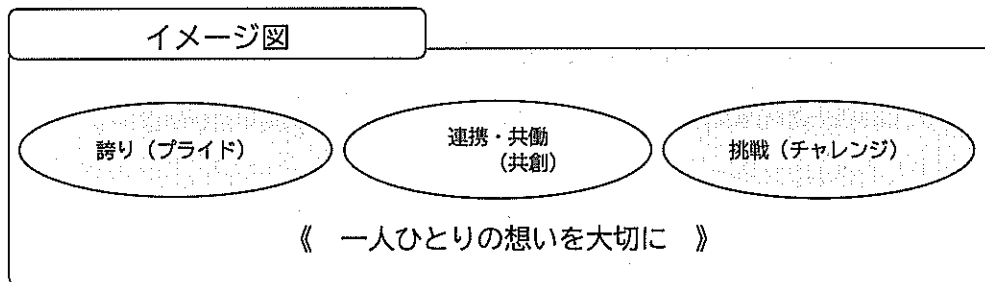 イメージ図
誇り（プライド）
連携・共働
（共創）
挑戦（チャレンジ）
《　一人ひとりの想いを大切に　》